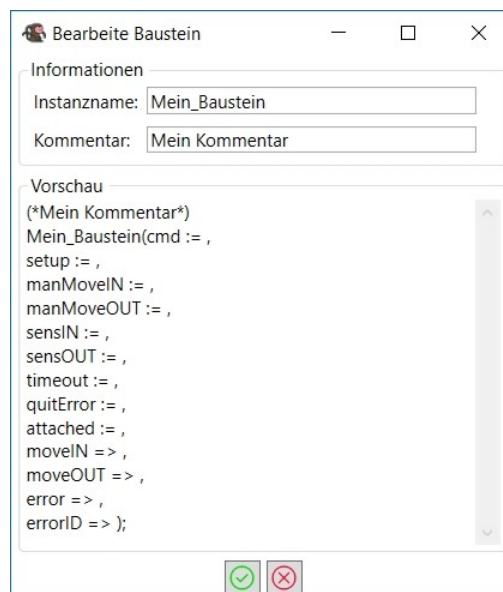 Bearbeite Baustein
Informationen
Instanzname: Mein_Baustein
Kommentar: Mein Kommentar
Vorschau
(*Mein Kommentar*)
Mein_Baustein(cmd := ,
setup := ,
manMoveIN := ,
manMoveOUT := ,
sensIN := ,
sensOUT := ,
timeout := ,
quitError := ,
attached := ,
moveIN => ,
moveOUT => ,
error => ,
errorID => );